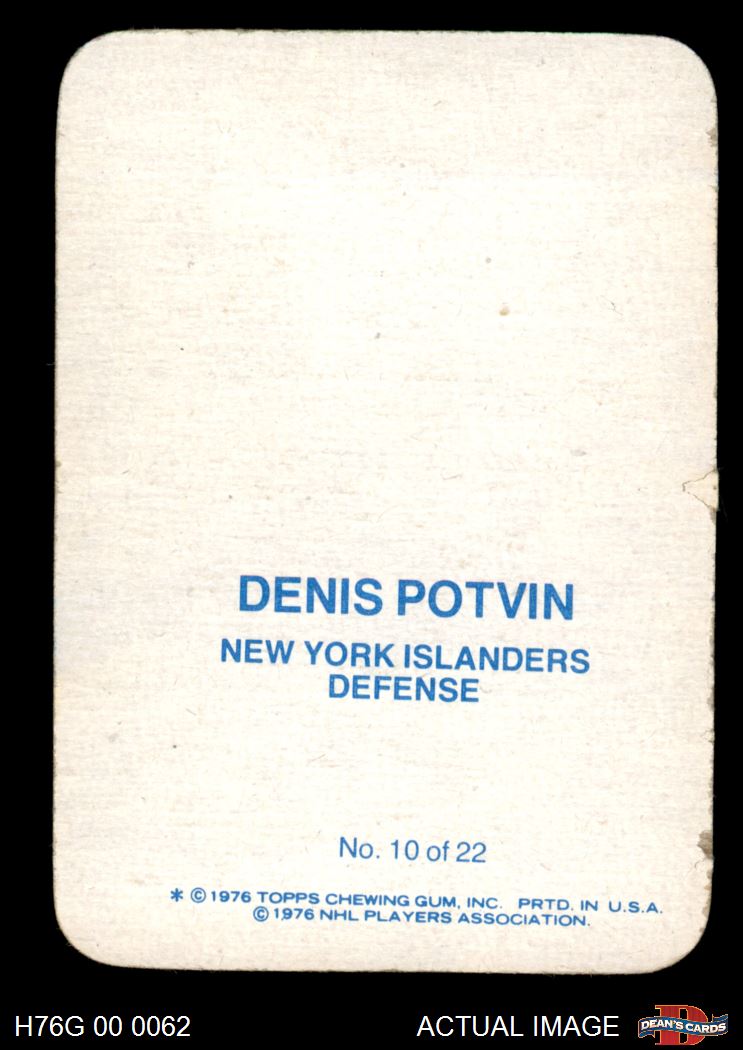 DENIS POTVIN
NEW YORK ISLANDERS
DEFENSE
No. 10 of 22
* © 1976 TOPPS CHEWING GUM, INC. PRTD. IN U.S.A.
© 1976 NHL PLAYERS ASSOCIATION.
H76G 00 0062
ACTUAL IMAGE
DEAN'S CARDS